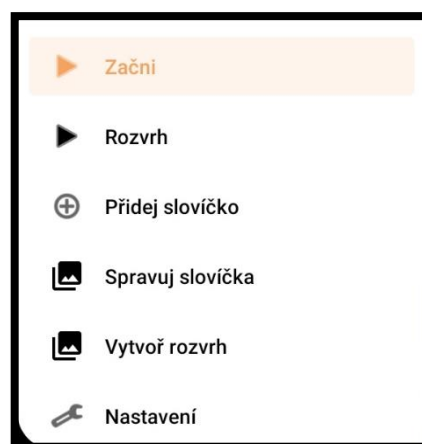 Začni
Rozvrh
Přidej slovíčko
Spravuj slovíčka
Vytvoř rozvrh
Nastavení